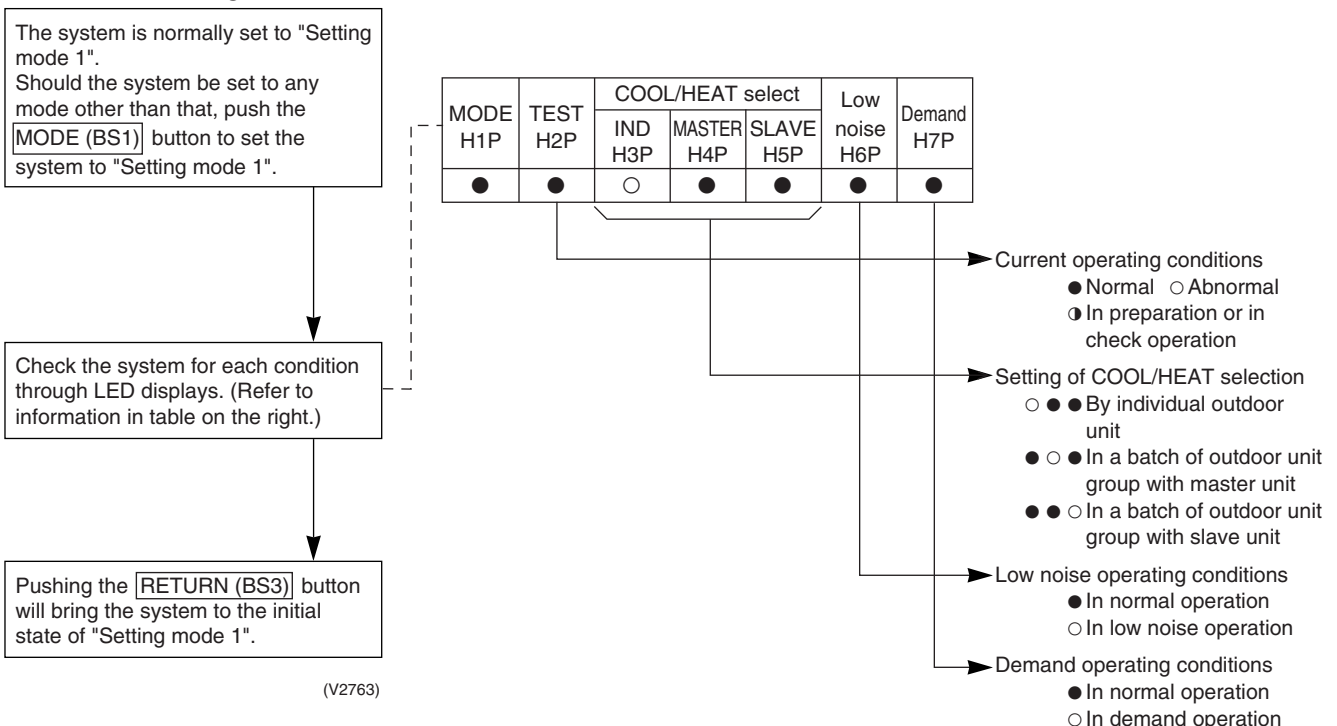 The system is normally set to "Setting
mode 1".
Should the system be set to any
mode other than that, push the
MODE (BS1) button to set the
system to "Setting mode 1".
Check the system for each condition
through LED displays. (Refer to
information in table on the right.)
Pushing the RETURN (BS3) button
will bring the system to the initial
state of "Setting mode 1".
(V2763)
MODE
H1P
TEST
H2P
COOL/HEAT select
IND
H3P
MASTER
H4P
SLAVE
H5P
Low
noise
H6P
Demand
H7P
● ● ○ ● ● ● ●
Current operating conditions
● Normal ○ Abnormal
◑ In preparation or in
check operation
Setting of COOL/HEAT selection
○ ● ● By individual outdoor
unit
● ○ ● In a batch of outdoor unit
group with master unit
● ● ○ In a batch of outdoor unit
group with slave unit
Low noise operating conditions
● In normal operation
○ In low noise operation
Demand operating conditions
● In normal operation
○ In demand operation